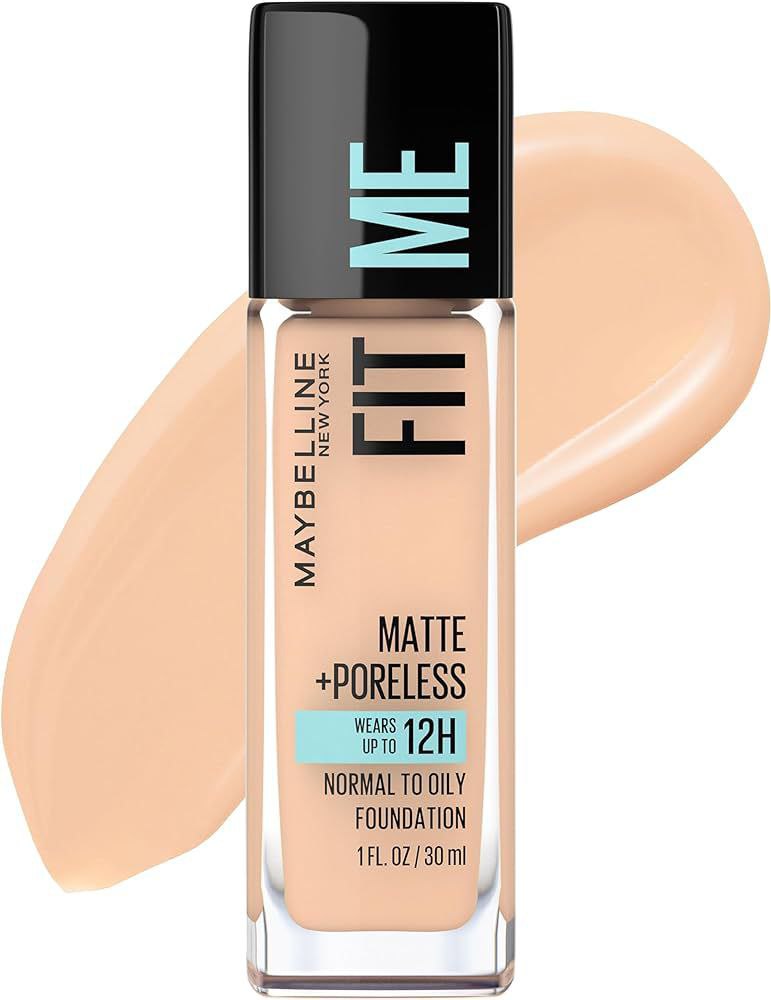 MAYBELLINE
NEW YORK
FIT ME
MATTE
+PORELESS
WEARS
UP TO 12H
NORMAL TO OILY
FOUNDATION
1 FL. OZ / 30 ml